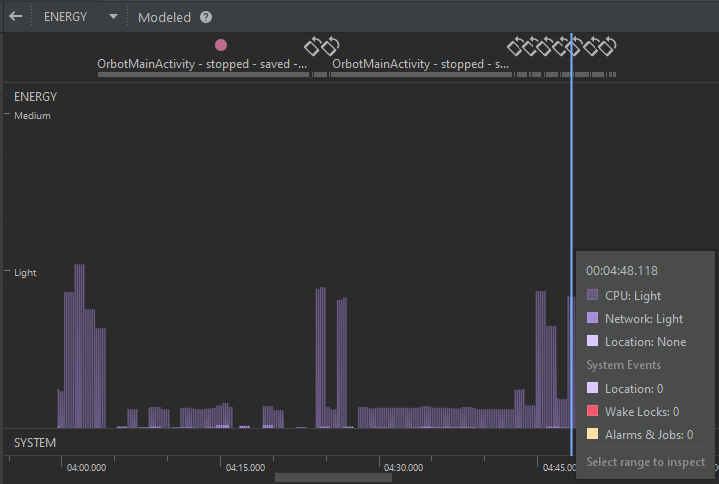 ENERGY Modeled ?
OrbotMainActivity - stopped - saved -... OrbotMainActivity - stopped - s...
ENERGY
Medium
Light
00:04:48.118
CPU: Light
Network: Light
Location: None
System Events
Location: 0
Wake Locks: 0
Alarms & Jobs: 0
Select range to inspect
SYSTEM
04:00.000 04:15.000 04:30.000 04:45.000